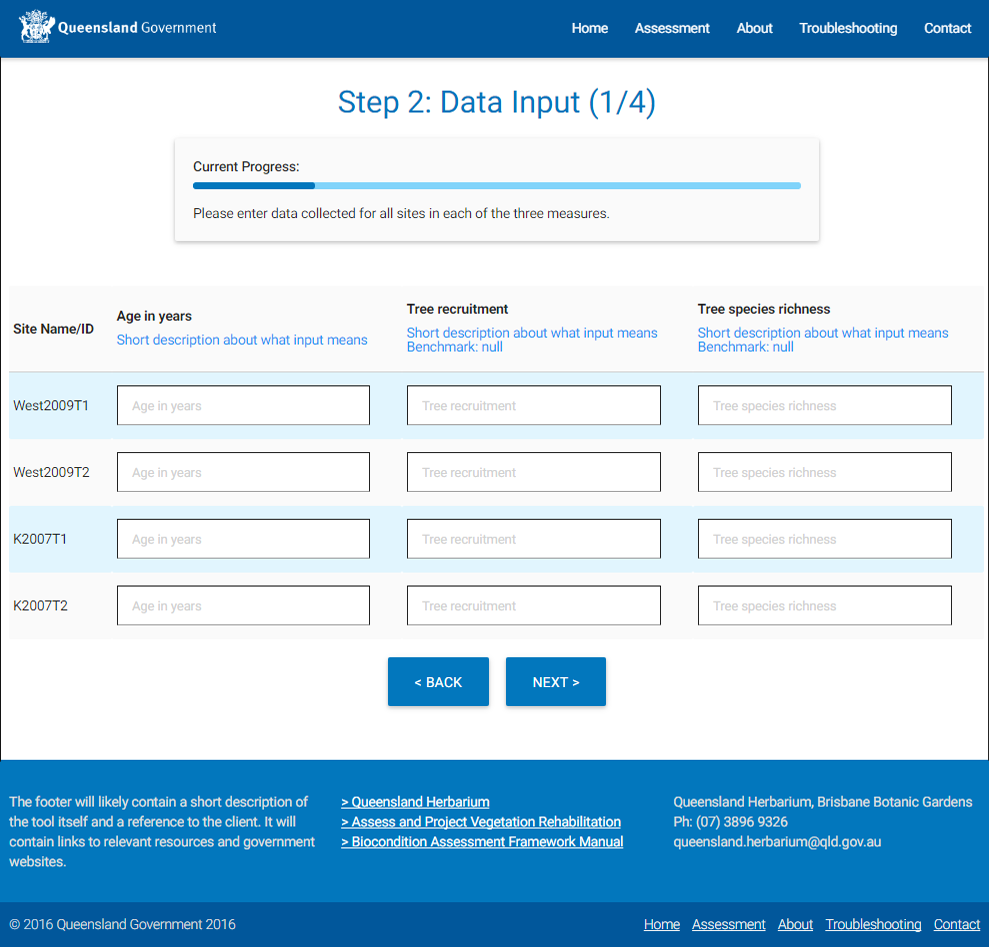 Queensland Government
Home Assessment About Troubleshooting Contact
Step 2: Data Input (1/4)
Current Progress:
Please enter data collected for all sites in each of the three measures.
Site Name/ID
Age in years
Short description about what input means
Tree recruitment
Short description about what input means
Benchmark: null
Tree species richness
Short description about what input means
Benchmark: null
West2009T1 Age in years Tree recruitment Tree species richness
West2009T2 Age in years Tree recruitment Tree species richness
K2007T1 Age in years Tree recruitment Tree species richness
K2007T2 Age in years Tree recruitment Tree species richness
< BACK NEXT >
The footer will likely contain a short description of
the tool itself and a reference to the client. It will
contain links to relevant resources and government
websites.
> Queensland Herbarium
> Assess and Project Vegetation Rehabilitation
> Biocondition Assessment Framework Manual
Queensland Herbarium, Brisbane Botanic Gardens
Ph: (07) 3896 9326
queensland.herbarium@qld.gov.au
© 2016 Queensland Government 2016
Home Assessment About Troubleshooting Contact